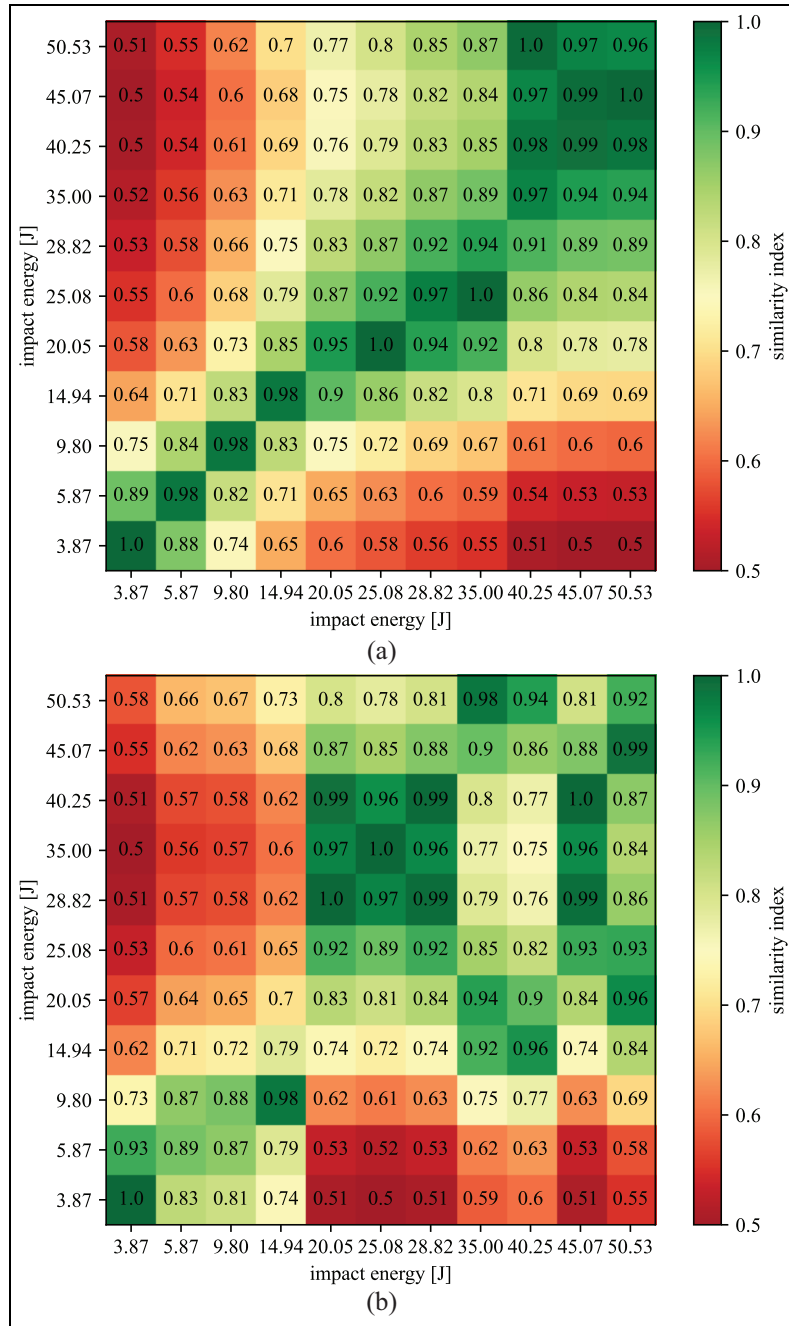 50.53 0.51 0.55 0.62 0.7 0.77 0.8 0.85 0.87 1.0 0.97 0.96 1.0
45.07 0.5 0.54 0.6 0.68 0.75 0.78 0.82 0.84 0.97 0.99 1.0
40.25 0.5 0.54 0.61 0.69 0.76 0.79 0.83 0.85 0.98 0.99 0.98 0.9
35.00 0.52 0.56 0.63 0.71 0.78 0.82 0.87 0.89 0.97 0.94 0.94
28.82 0.53 0.58 0.66 0.75 0.83 0.87 0.92 0.94 0.91 0.89 0.89 0.8
impact energy [J]
similarity index
25.08 0.55 0.6 0.68 0.79 0.87 0.92 0.97 1.0 0.86 0.84 0.84
20.05 0.58 0.63 0.73 0.85 0.95 1.0 0.94 0.92 0.8 0.78 0.78 0.7
14.94 0.64 0.71 0.83 0.98 0.9 0.86 0.82 0.8 0.71 0.69 0.69
9.80 0.75 0.84 0.98 0.83 0.75 0.72 0.69 0.67 0.61 0.6 0.6 0.6
5.87 0.89 0.98 0.82 0.71 0.65 0.63 0.6 0.59 0.54 0.53 0.53
3.87 1.0 0.88 0.74 0.65 0.6 0.58 0.56 0.55 0.51 0.5 0.5 0.5
3.87 5.87 9.80 14.94 20.05 25.08 28.82 35.00 40.25 45.07 50.53
impact energy [J]
(a)
50.53 0.58 0.66 0.67 0.73 0.8 0.78 0.81 0.98 0.94 0.81 0.92 1.0
45.07 0.55 0.62 0.63 0.68 0.87 0.85 0.88 0.9 0.86 0.88 0.99
40.25 0.51 0.57 0.58 0.62 0.99 0.96 0.99 0.8 0.77 1.0 0.87 0.9
35.00 0.5 0.56 0.57 0.6 0.97 1.0 0.96 0.77 0.75 0.96 0.84
28.82 0.51 0.57 0.58 0.62 1.0 0.97 0.99 0.79 0.76 0.99 0.86 0.8
impact energy [J]
similarity index
25.08 0.53 0.6 0.61 0.65 0.92 0.89 0.92 0.85 0.82 0.93 0.93
20.05 0.57 0.64 0.65 0.7 0.83 0.81 0.84 0.94 0.9 0.84 0.96 0.7
14.94 0.62 0.71 0.72 0.79 0.74 0.72 0.74 0.92 0.96 0.74 0.84
9.80 0.73 0.87 0.88 0.98 0.62 0.61 0.63 0.75 0.77 0.63 0.69 0.6
5.87 0.93 0.89 0.87 0.79 0.53 0.52 0.53 0.62 0.63 0.53 0.58
3.87 1.0 0.83 0.81 0.74 0.51 0.5 0.51 0.59 0.6 0.51 0.55 0.5
3.87 5.87 9.80 14.94 20.05 25.08 28.82 35.00 40.25 45.07 50.53
impact energy [J]
(b)